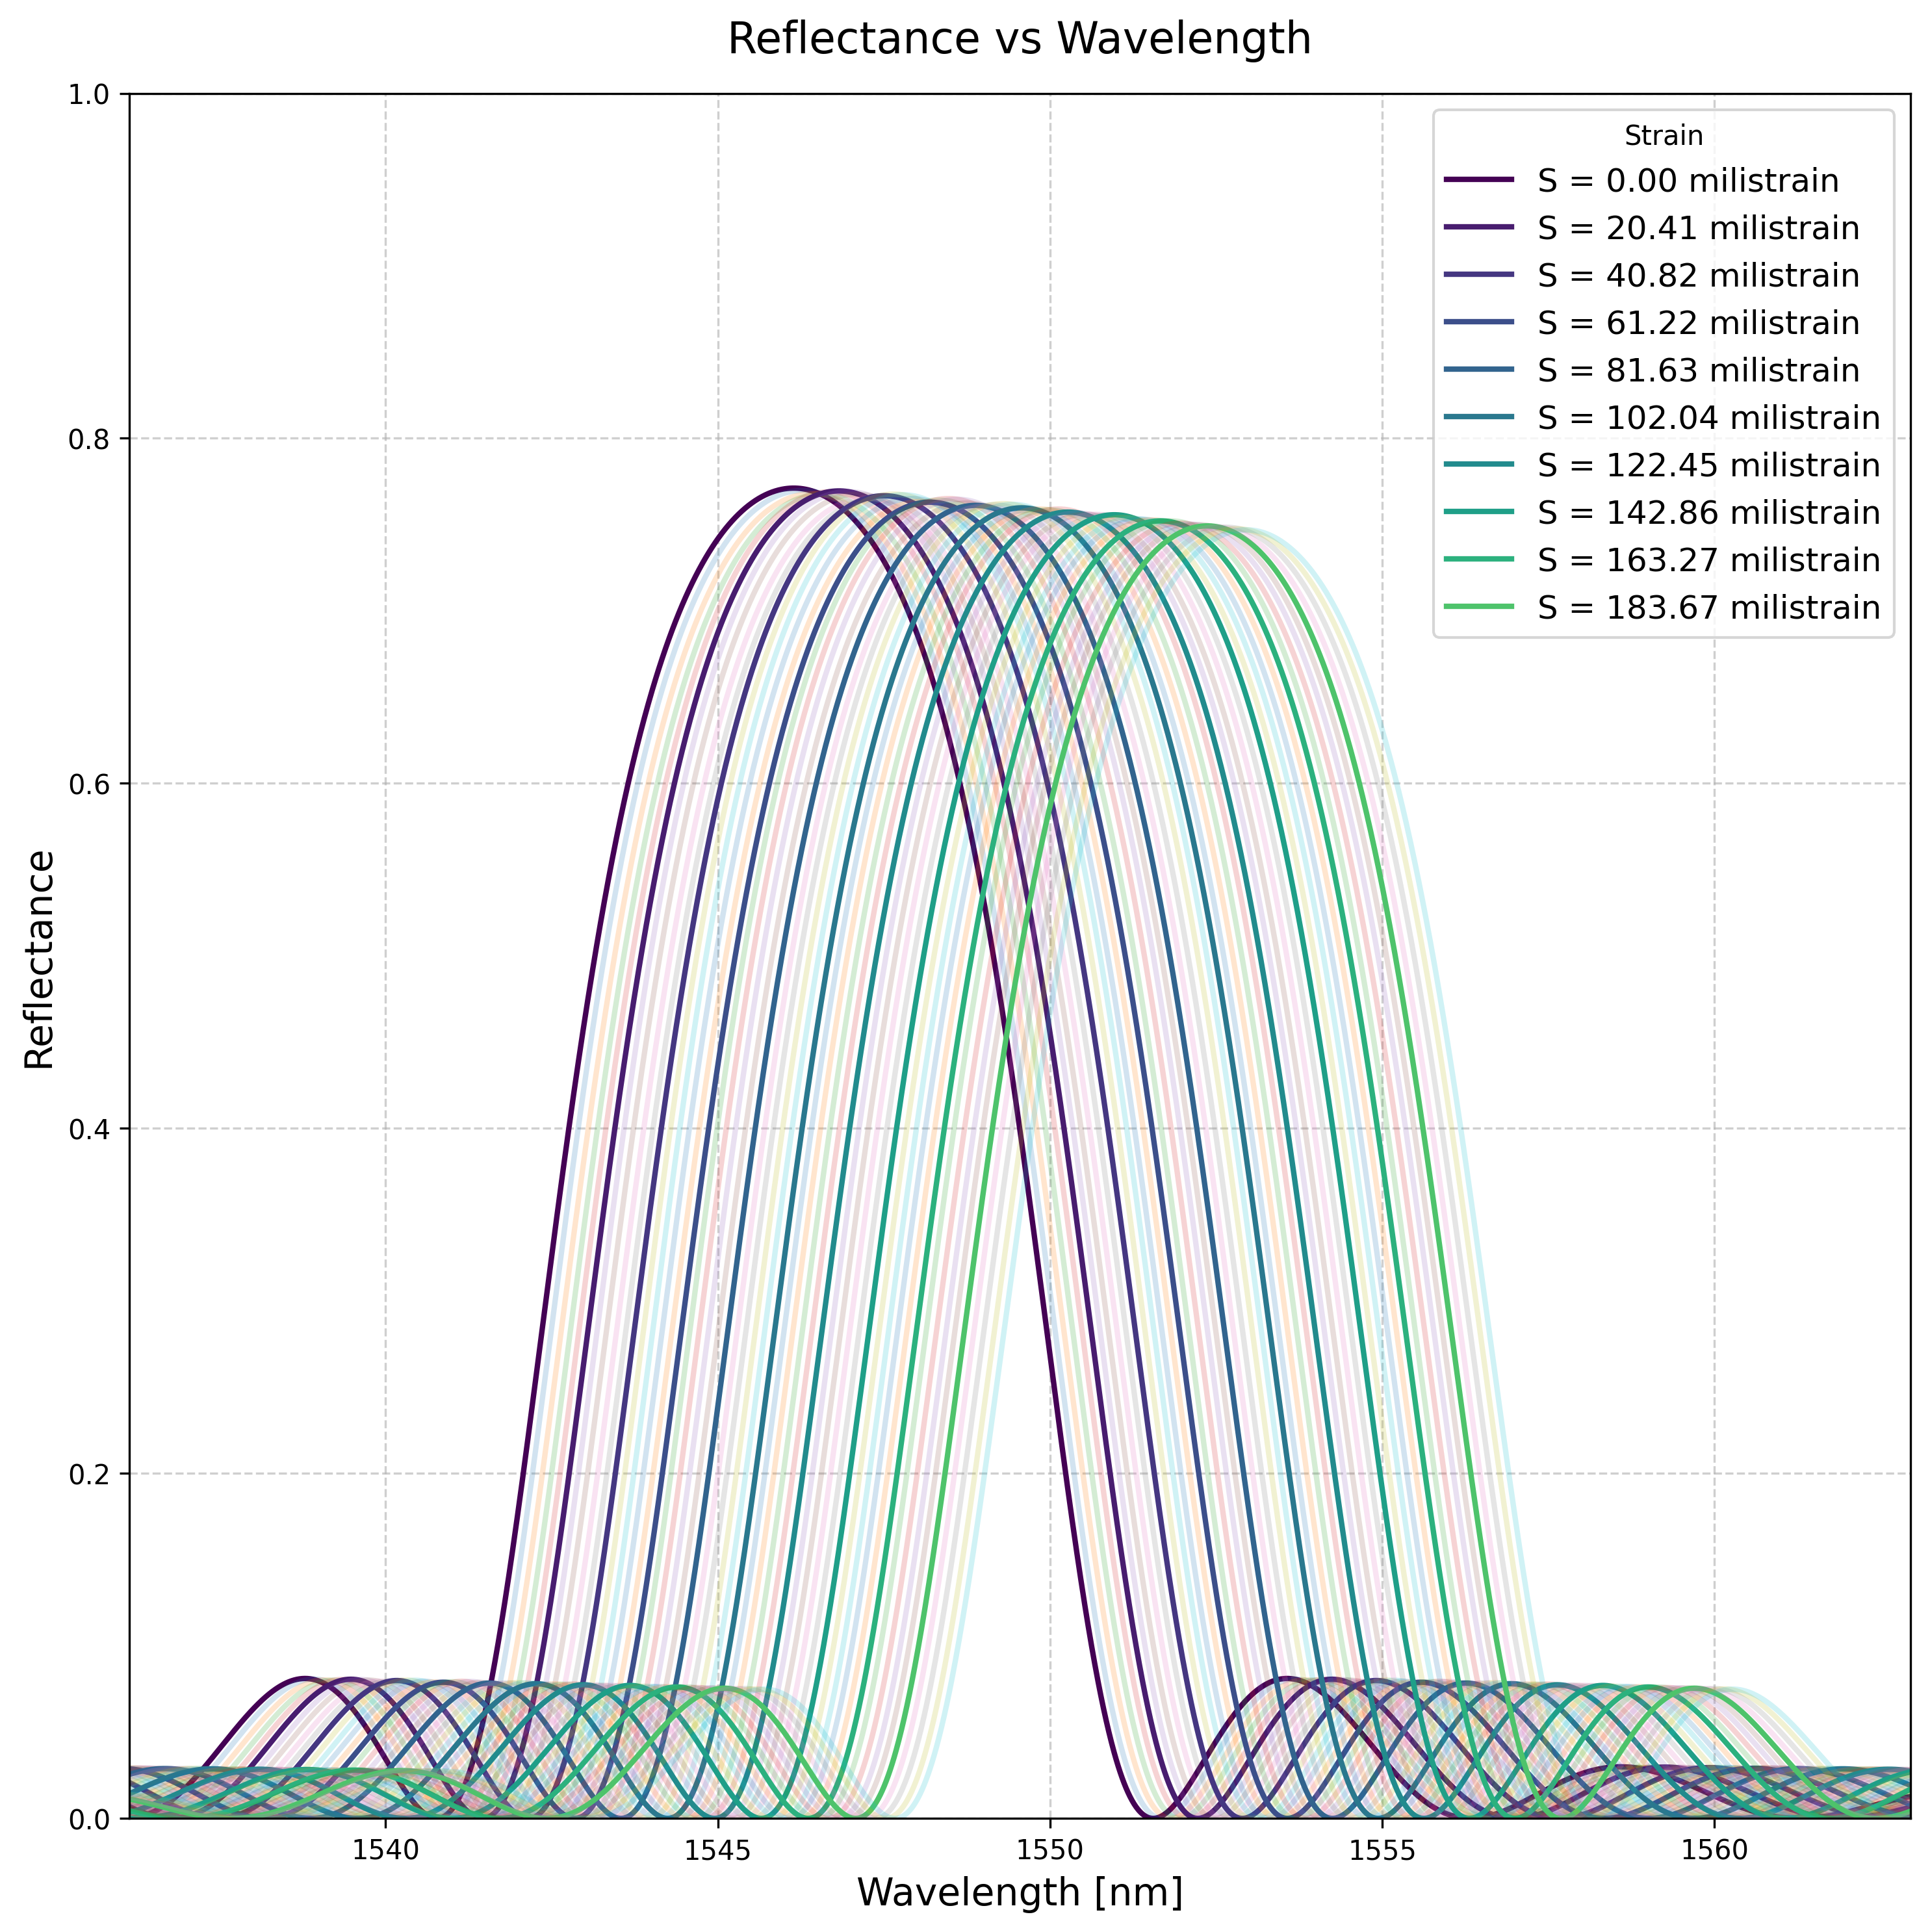 Reflectance vs Wavelength
1.0
0.8
0.6
0.4
0.2
0.0
Reflectance
Strain
S = 0.00 milistrain
S = 20.41 milistrain
S = 40.82 milistrain
S = 61.22 milistrain
S = 81.63 milistrain
S = 102.04 milistrain
S = 122.45 milistrain
S = 142.86 milistrain
S = 163.27 milistrain
S = 183.67 milistrain
1540 1545 1550 1555 1560
Wavelength [nm]